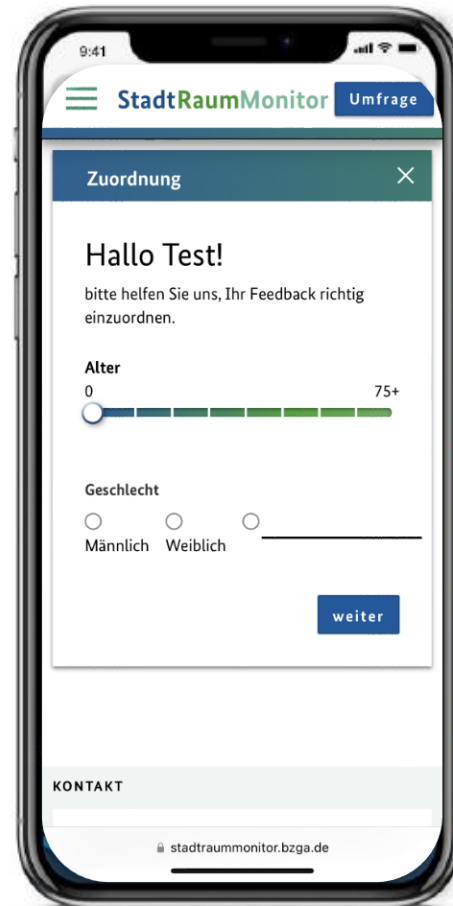 9:41
StadtRaumMonitor Umfrage
Zuordnung
Hallo Test!
bitte helfen Sie uns, Ihr Feedback richtig
einzuordnen.
Alter
0 75+
Geschlecht
Männlich Weiblich
weiter
KONTAKT
stadtraummonitor.bzga.de